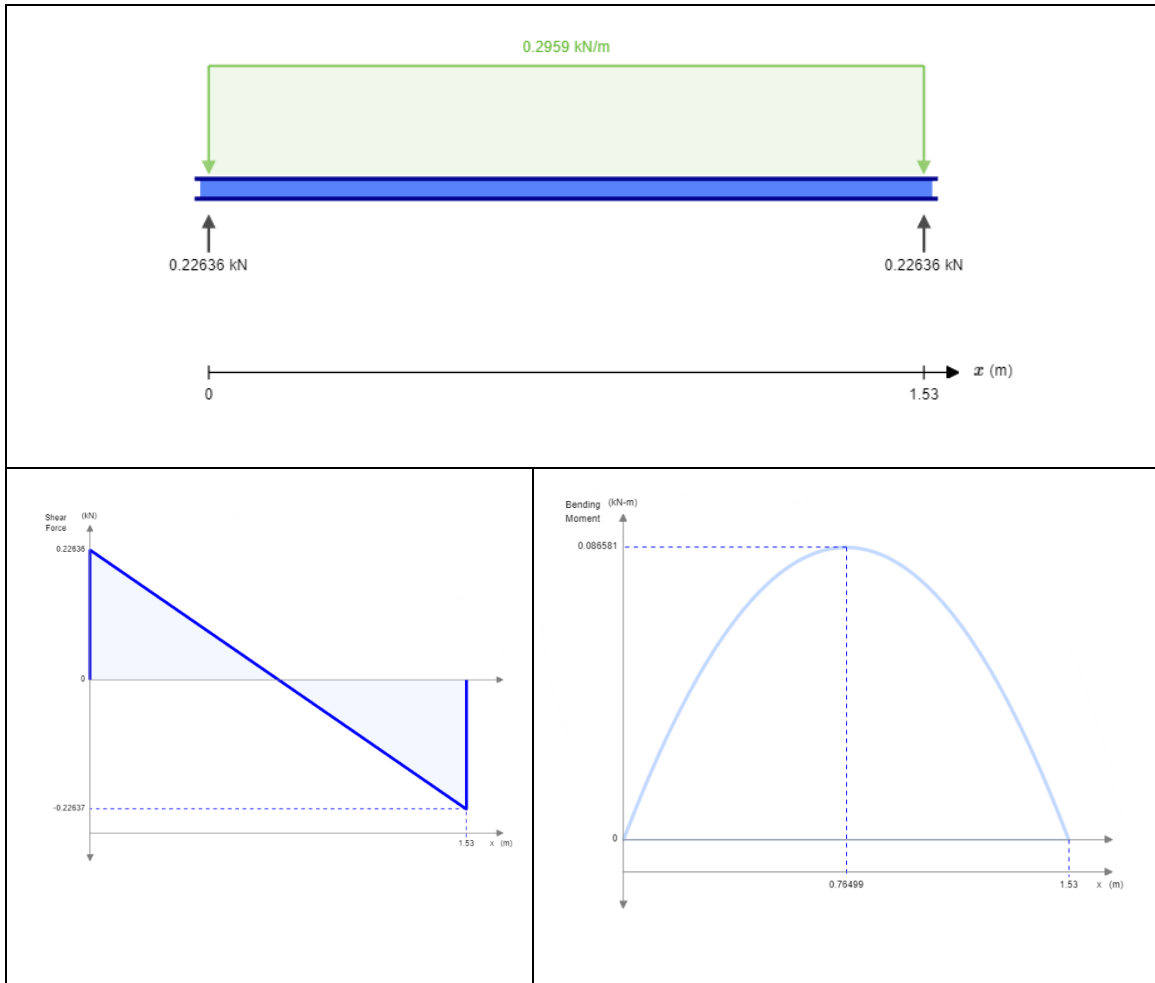 0.2959 kN/m
0.22636 kN
0.22636 kN
x (m)
0
1.53
Shear
Force
(kN)
0.22636
0
-0.22637
1.53
x (m)
Bending
Moment
(kN-m)
0.086581
0
0.76499
1.53
x (m)